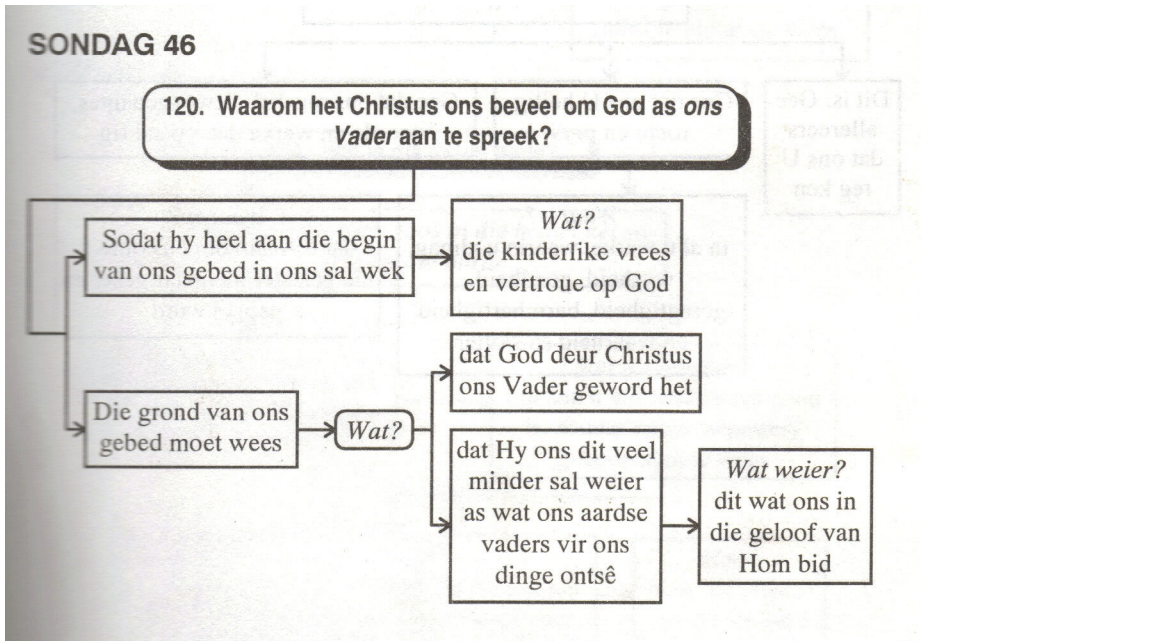 SONDAG 46
120. Waarom het Christus ons beveel om God as ons
Vader aan te spreek?
Sodat hy heel aan die begin
van ons gebed in ons sal wek
Wat?
die kinderlike vrees
en vertroue op God
Die grond van ons
gebed moet wees
Wat?
dat God deur Christus
ons Vader geword het
dat Hy ons dit veel
minder sal weier
as wat ons aardse
vaders vir ons
dinge ontsê
Wat weier?
dit wat ons in
die geloof van
Hom bid